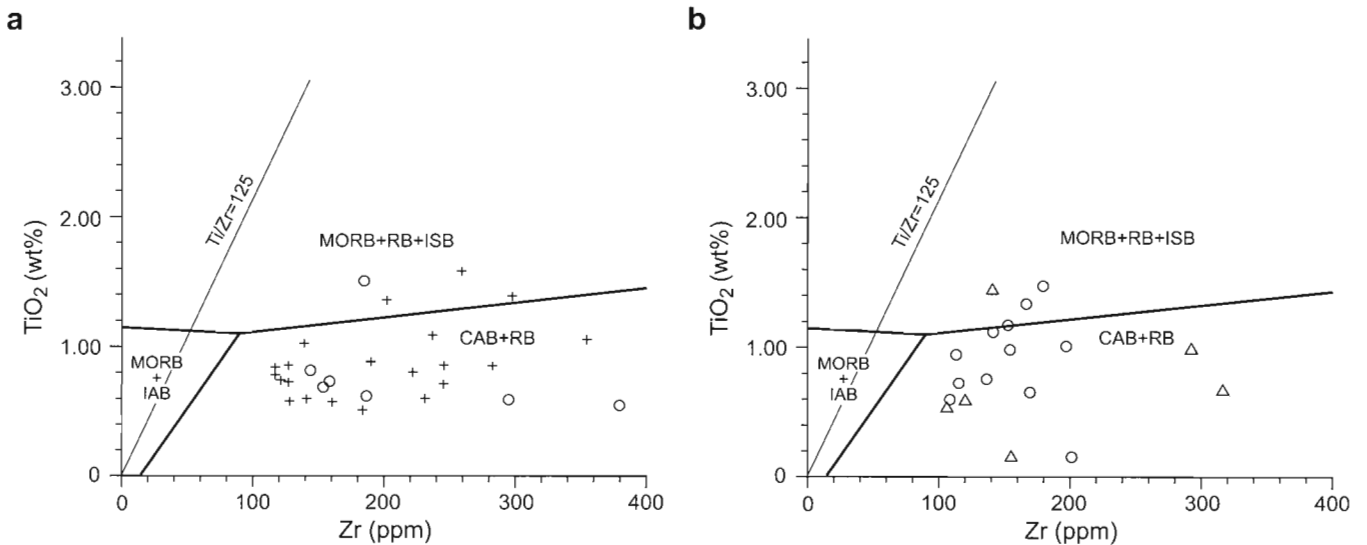 a
3.00
2.00
1.00
0
TiO₂ (wt%)
Ti/Zr=125
MORB+RB+ISB
CAB+RB
MORB
+
IAB
0
100
200
300
400
Zr (ppm)
b
3.00
2.00
1.00
0
TiO₂ (wt%)
Ti/Zr=125
MORB+RB+ISB
CAB+RB
MORB
+
IAB
0
100
200
300
400
Zr (ppm)